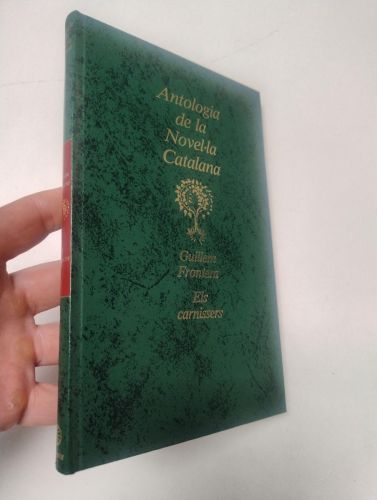 Antologia
de la
Novel·la
Catalana
Guillem
Frontera
Els
carnissers